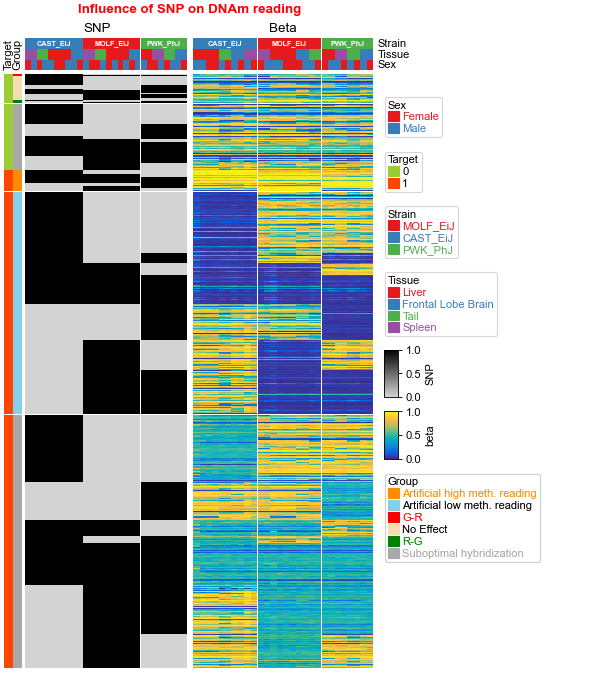 Influence of SNP on DNAm reading
SNP
Beta
Target
Group
CAST_EiJ
MOLF_EiJ
PWK_PhJ
CAST_EiJ
MOLF_EiJ
PWK_PhJ
Strain
Tissue
Sex
Sex
Female
Male
Target
0
1
Strain
MOLF_EiJ
CAST_EiJ
PWK_PhJ
Tissue
Liver
Frontal Lobe Brain
Tail
Spleen
1.0
0.5
0.0
SNP
1.0
0.5
0.0
beta
Group
Artificial high meth. reading
Artificial low meth. reading
G-R
No Effect
R-G
Suboptimal hybridization